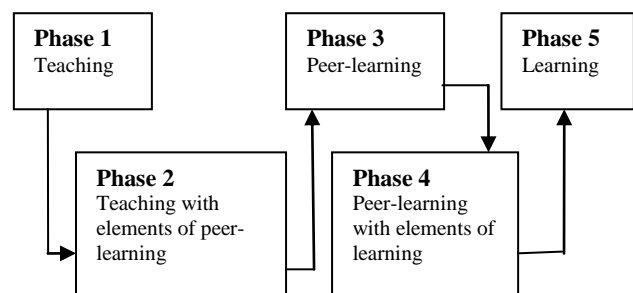 Phase 1
Teaching
Phase 2
Teaching with
elements of peer-
learning
Phase 3
Peer-learning
Phase 4
Peer-learning
with elements of
learning
Phase 5
Learning